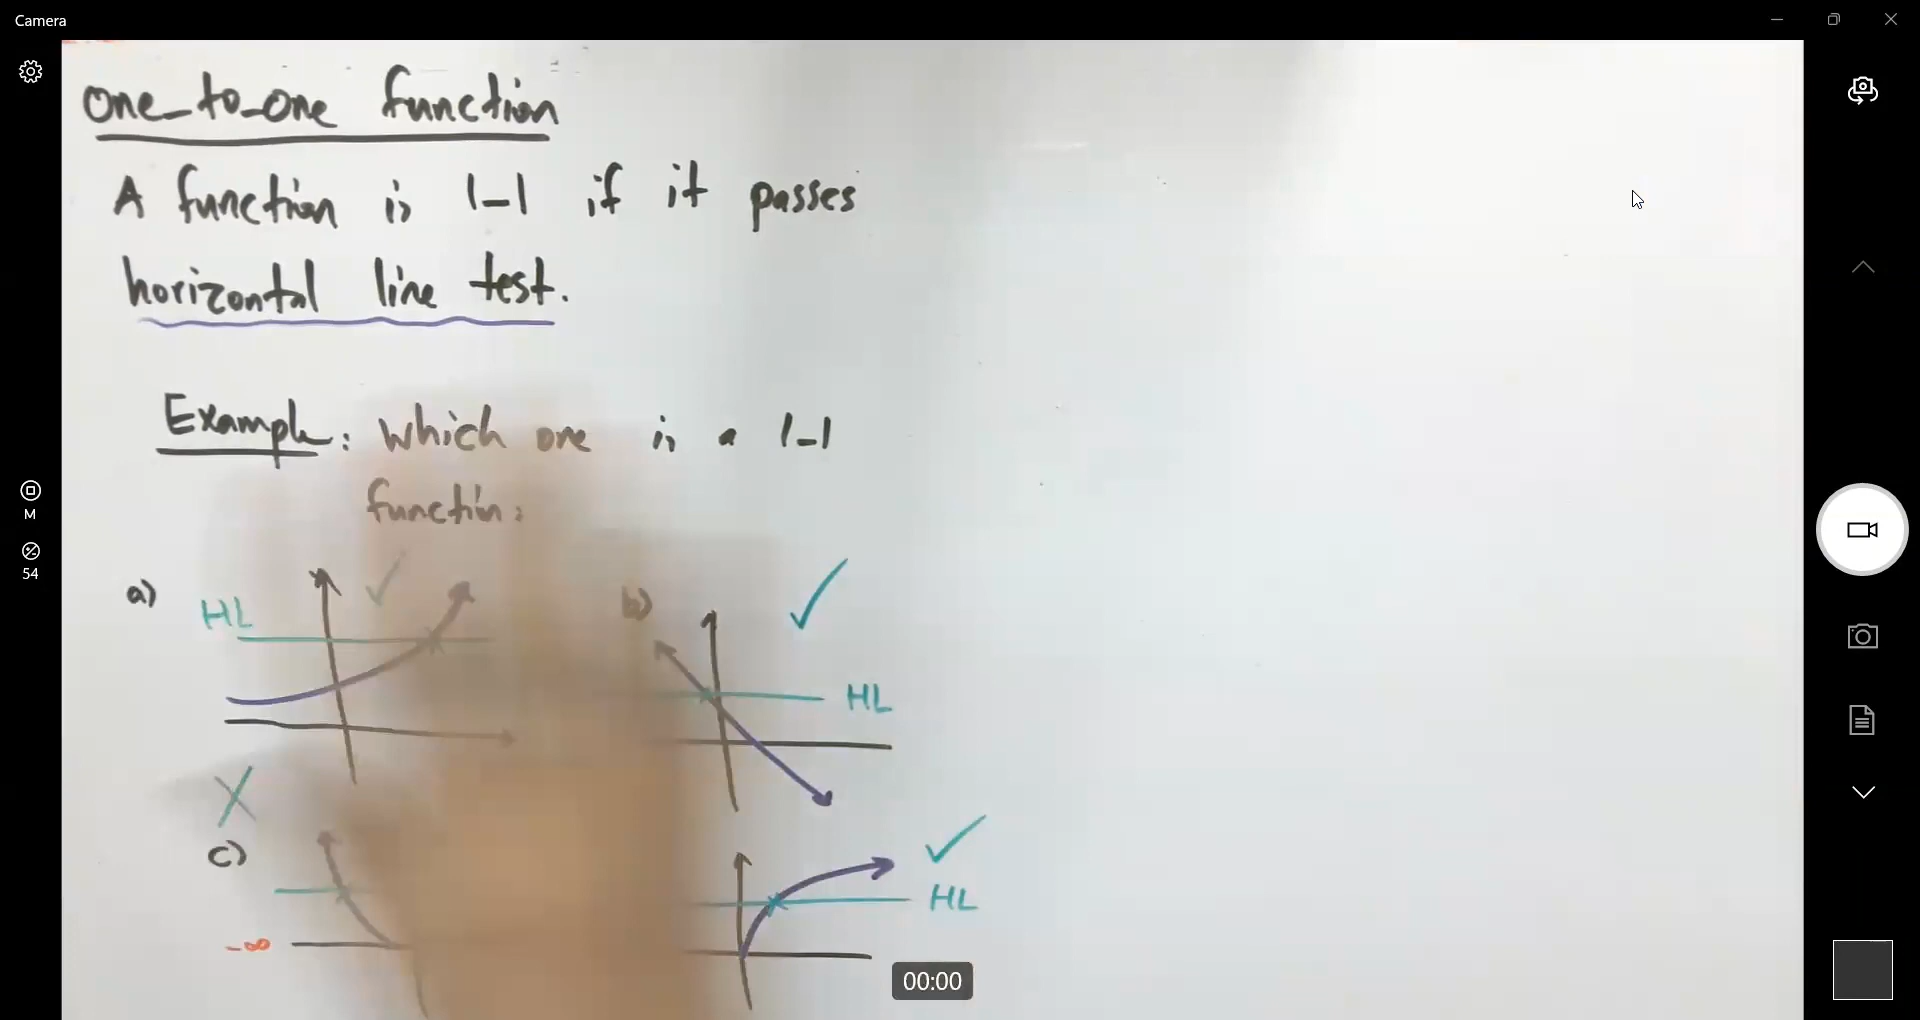 Camera
one-to-one function
A function is 1-1 if it passes
horizontal line test.
Example: Which one is a 1-1
function:
a)
HL
b)
HL
c)
-∞
HL
M
54
00:00